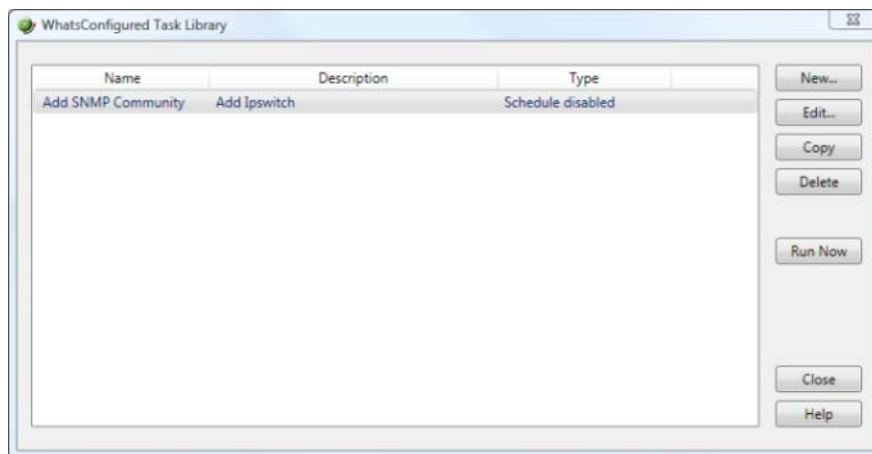 WhatsConfigured Task Library
Name Description Type
Add SNMP Community Add Ipswitch Schedule disabled
New...
Edit...
Copy
Delete
Run Now
Close
Help